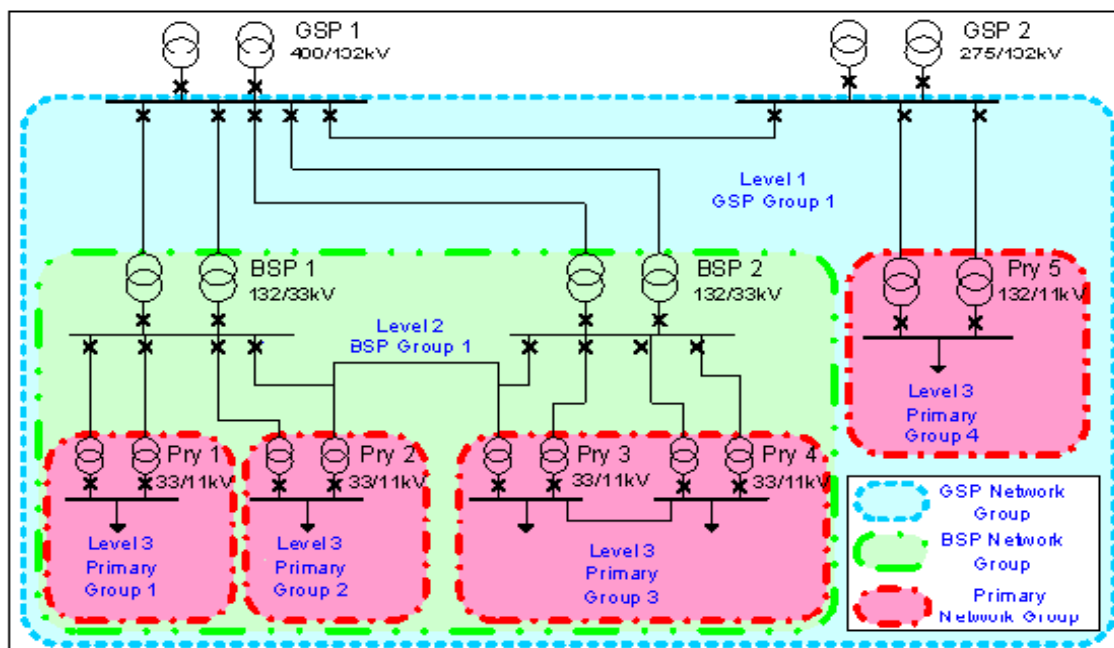 GSP 1
400/132kV
GSP 2
275/132kV
Level 1
GSP Group 1
BSP 1
132/33kV
BSP 2
132/33kV
Pry 5
132/11kV
Level 2
BSP Group 1
Level 3
Primary
Group 4
Pry 1
33/11kV
Pry 2
33/11kV
Pry 3
33/11kV
Pry 4
33/11kV
Level 3
Primary
Group 1
Level 3
Primary
Group 2
Level 3
Primary
Group 3
GSP Network
Group
BSP Network
Group
Primary
Network Group